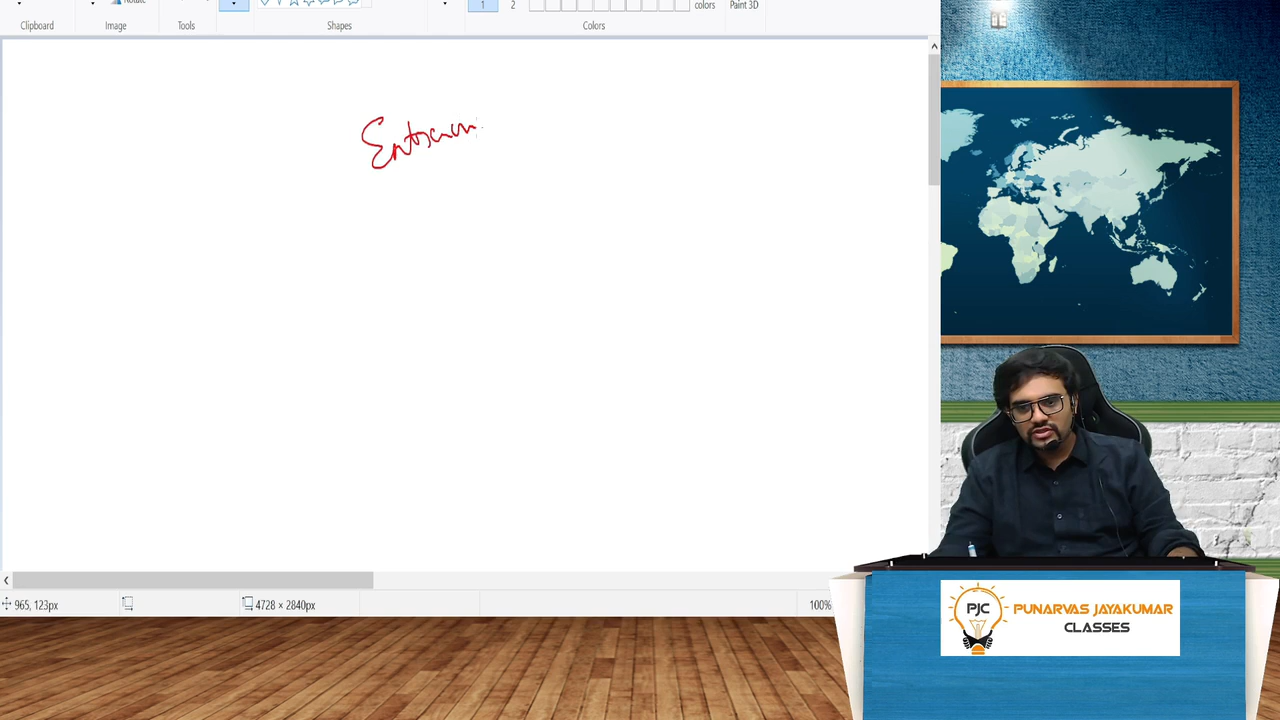 Clipboard
Image
Tools
Shapes
1
2
Colors
colors
Paint 3D
Entran
965, 123px
4728 × 2840px
100%
PJC
PUNARVAS JAYAKUMAR
CLASSES